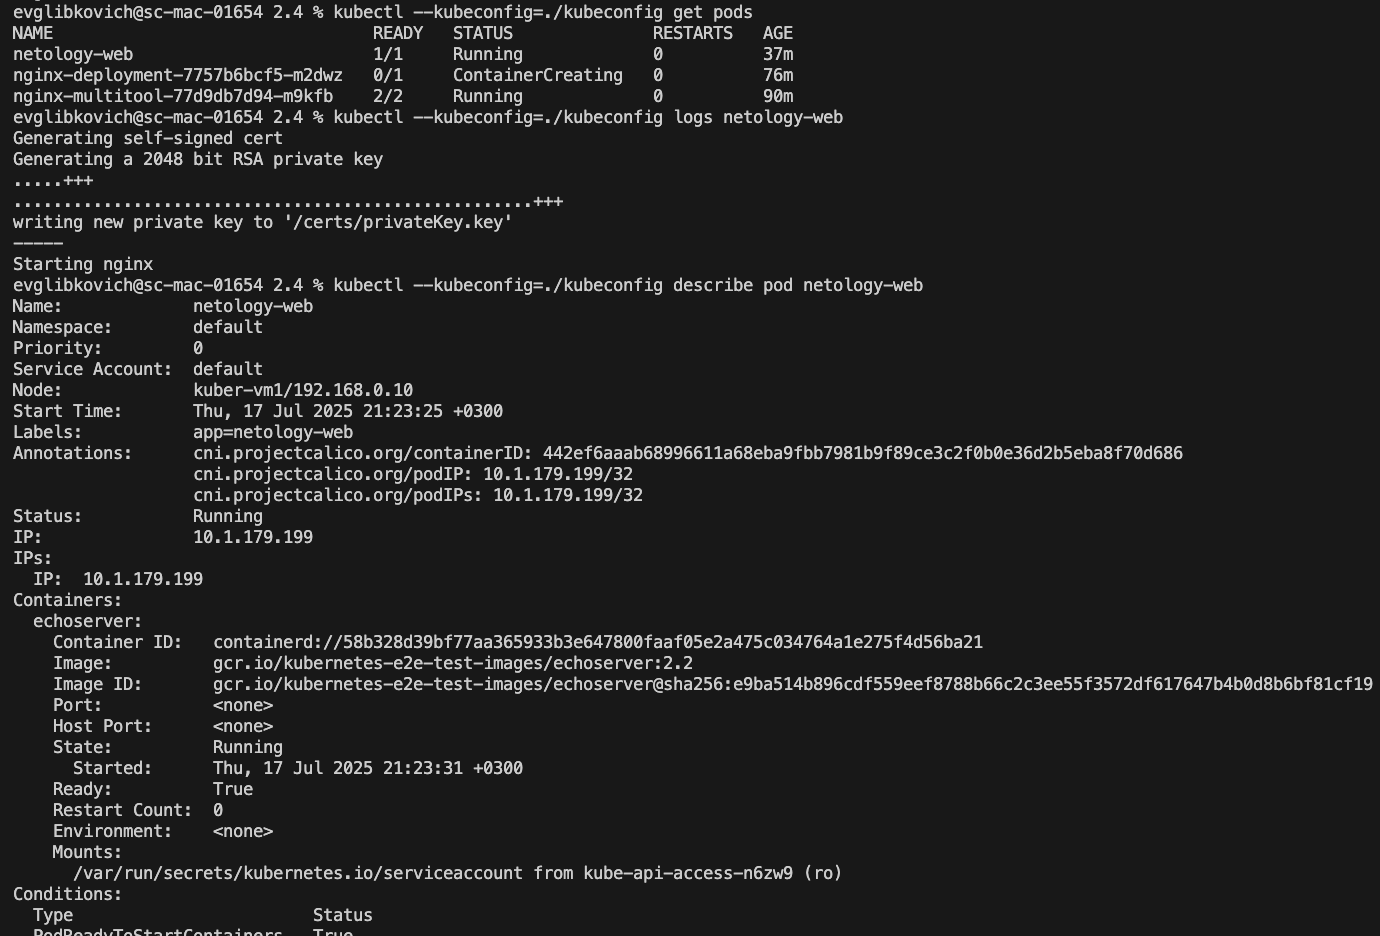 evglibkovich@sc-mac-01654 2.4 % kubectl --kubeconfig=./kubeconfig get pods
NAME READY STATUS RESTARTS AGE
netology-web 1/1 Running 0 37m
nginx-deployment-7757b6bcf5-m2dwz 0/1 ContainerCreating 0 76m
nginx-multitool-77d9db7d94-m9kfb 2/2 Running 0 90m
evglibkovich@sc-mac-01654 2.4 % kubectl --kubeconfig=./kubeconfig logs netology-web
Generating self-signed cert
Generating a 2048 bit RSA private key
.....+++
....................................................+++
writing new private key to '/certs/privateKey.key'
-----
Starting nginx
evglibkovich@sc-mac-01654 2.4 % kubectl --kubeconfig=./kubeconfig describe pod netology-web
Name: netology-web
Namespace: default
Priority: 0
Service Account: default
Node: kuber-vm1/192.168.0.10
Start Time: Thu, 17 Jul 2025 21:23:25 +0300
Labels: app=netology-web
Annotations: cni.projectcalico.org/containerID: 442ef6aaab68996611a68eba9fbb7981b9f89ce3c2f0b0e36d2b5eba8f70d686
cni.projectcalico.org/podIP: 10.1.179.199/32
cni.projectcalico.org/podIPs: 10.1.179.199/32
Status: Running
IP: 10.1.179.199
IPs:
IP: 10.1.179.199
Containers:
echoserver:
Container ID: containerd://58b328d39bf77aa365933b3e647800faaf05e2a475c034764a1e275f4d56ba21
Image: gcr.io/kubernetes-e2e-test-images/echoserver:2.2
Image ID: gcr.io/kubernetes-e2e-test-images/echoserver@sha256:e9ba514b896cdf559eef8788b66c2c3ee55f3572df617647b4b0d8b6bf81cf19
Port: <none>
Host Port: <none>
State: Running
Started: Thu, 17 Jul 2025 21:23:31 +0300
Ready: True
Restart Count: 0
Environment: <none>
Mounts:
/var/run/secrets/kubernetes.io/serviceaccount from kube-api-access-n6zw9 (ro)
Conditions:
Type Status
PodReadyToStartContainers True